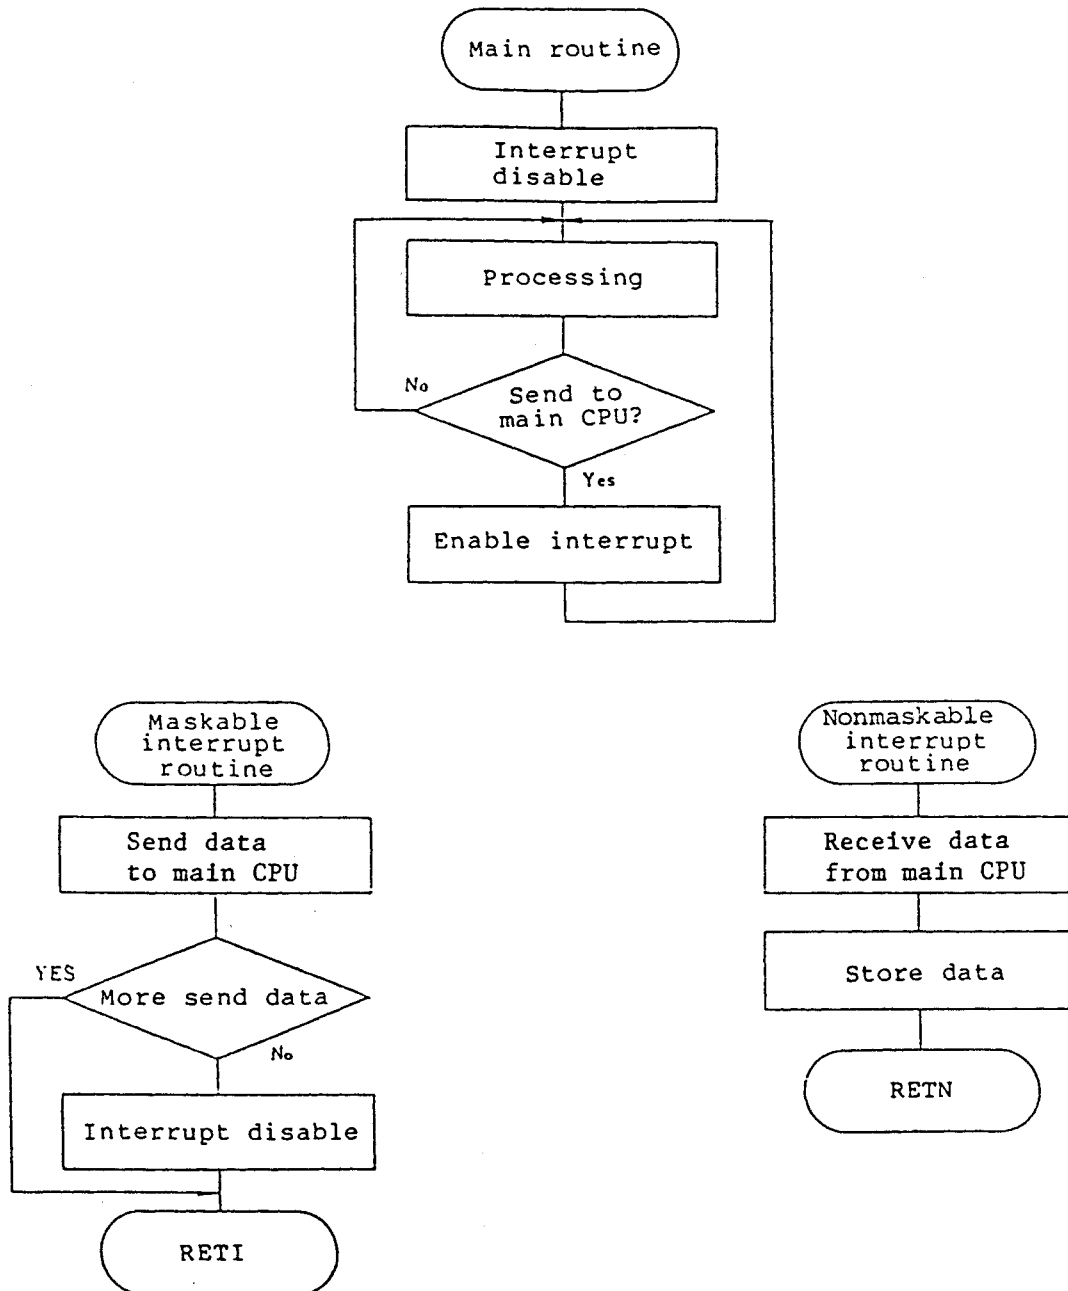 Main routine
Interrupt
disable
Processing
No
Send to
main CPU?
Yes
Enable interrupt
Maskable
interrupt
routine
Send data
to main CPU
YES
More send data
No
Interrupt disable
RETI
Nonmaskable
interrupt
routine
Receive data
from main CPU
Store data
RETN